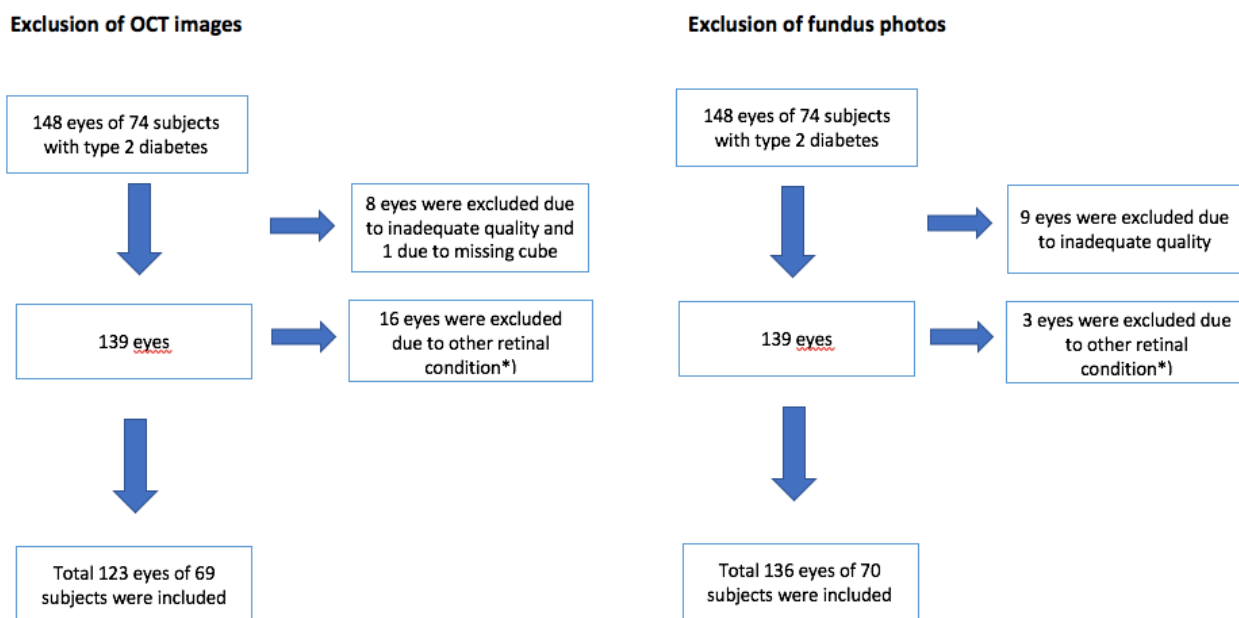 Exclusion of OCT images
148 eyes of 74 subjects
with type 2 diabetes
8 eyes were excluded due
to inadequate quality and
1 due to missing cube
139 eyes
16 eyes were excluded
due to other retinal
condition*)
Total 123 eyes of 69
subjects were included
Exclusion of fundus photos
148 eyes of 74 subjects
with type 2 diabetes
9 eyes were excluded due
to inadequate quality
139 eyes
3 eyes were excluded due
to other retinal
condition*)
Total 136 eyes of 70
subjects were included